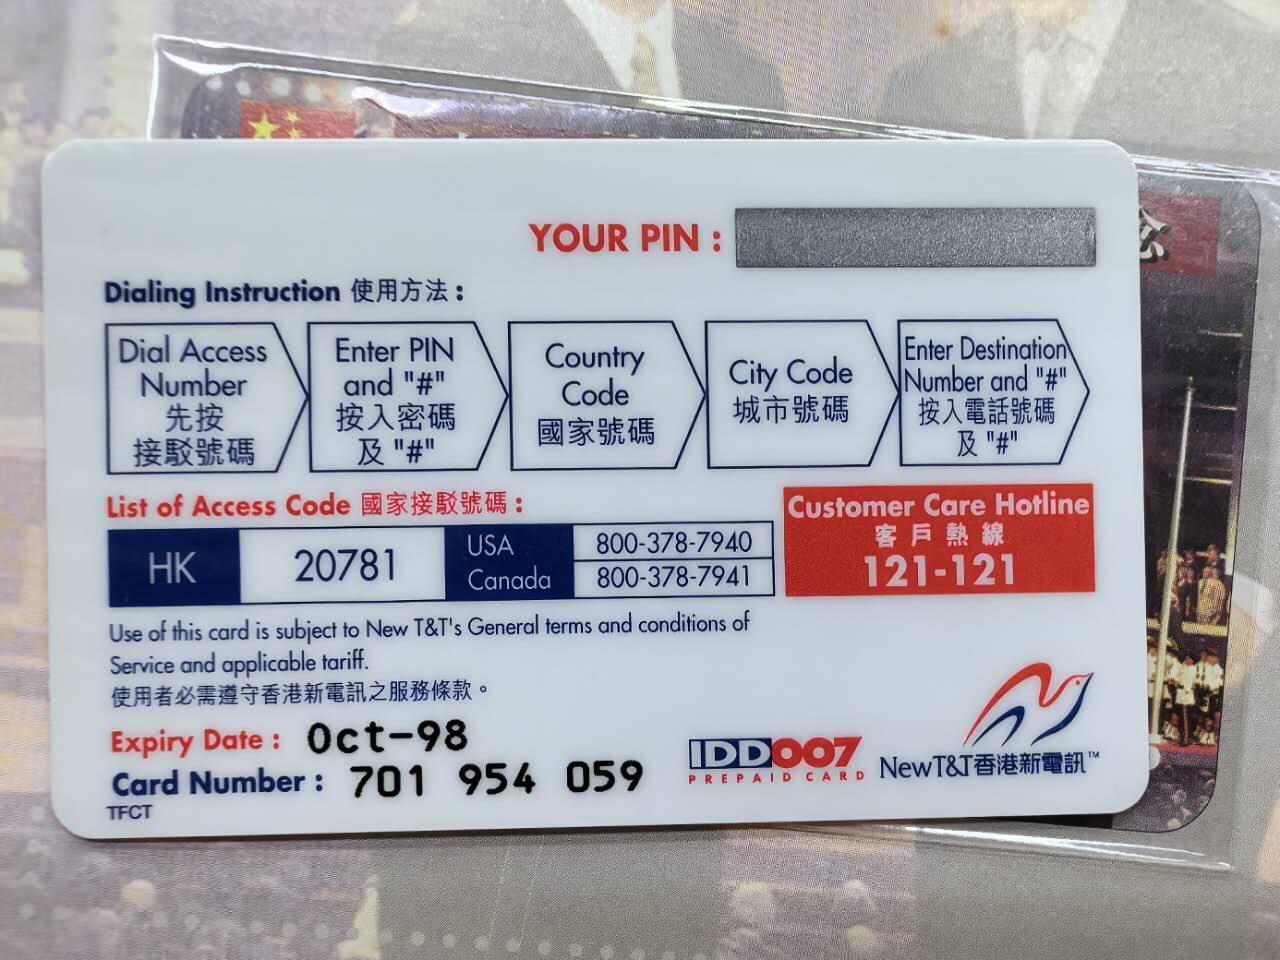 YOUR PIN :
Dialing Instruction 使用方法 :
Dial Access
Number
先按
接駁號碼
Enter PIN
and "#"
按入密碼
及 "#"
Country
Code
國家號碼
City Code
城市號碼
Enter Destination
Number and "#"
按入電話號碼
及 "#"
List of Access Code 國家接駁號碼 :
HK 20781
USA 800-378-7940
Canada 800-378-7941
Customer Care Hotline
客戶熱線
121-121
Use of this card is subject to New T&T's General terms and conditions of
Service and applicable tariff.
使用者必需遵守香港新電訊之服務條款。
Expiry Date : Oct-98
Card Number : 701 954 059
TFCT
IDD007
PREPAID CARD
NewT&T香港新電訊™